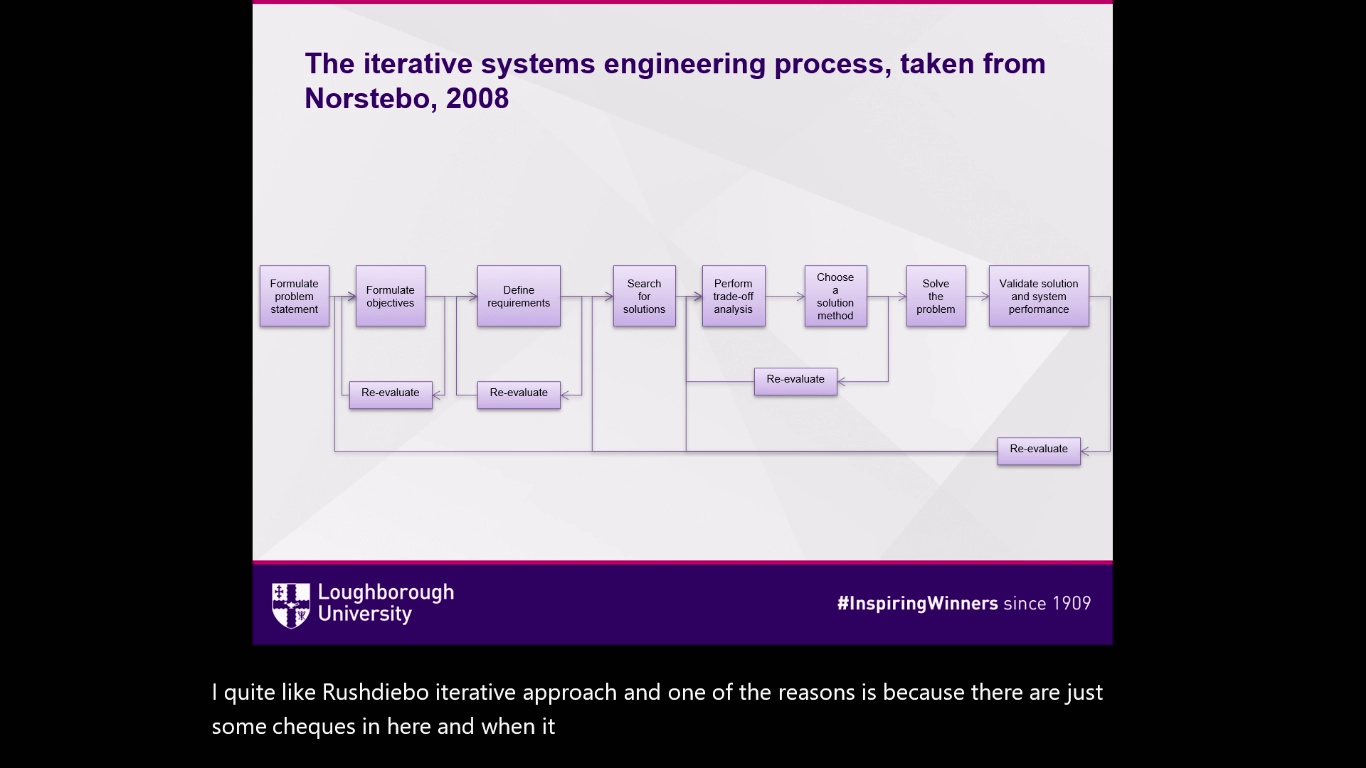 The iterative systems engineering process, taken from
Norstebo, 2008
Formulate
problem
statement
Formulate
objectives
Define
requirements
Search
for
solutions
Perform
trade-off
analysis
Choose
a
solution
method
Solve
the
problem
Validate solution
and system
performance
Re-evaluate
Re-evaluate
Re-evaluate
Re-evaluate
Loughborough
University
#InspiringWinners since 1909
I quite like Rushdiebo iterative approach and one of the reasons is because there are just
some cheques in here and when it